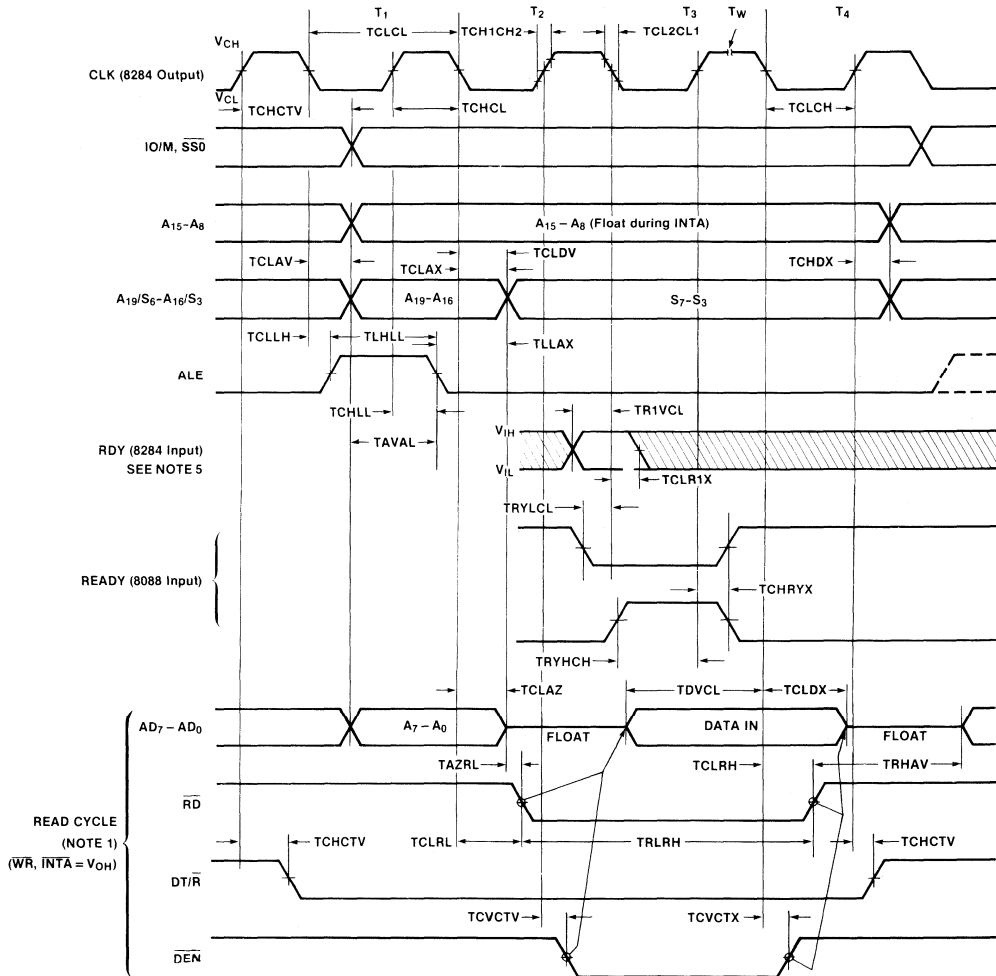 T1 T2 T3 TW T4
TCLCL TCH1CH2 TCL2CL1
VCH
CLK (8284 Output)
VCL
TCHCTV TCHCL TCLCH
IO/M, SS0
A15–A8 A15 – A8 (Float during INTA)
TCLDV
TCLAV TCLAX TCHDX
A19/S6–A16/S3 A19–A16 S7–S3
TCLLH TLHLL TLLAX
ALE
TCHLL TR1VCL
TAVAL
VIH
RDY (8284 Input)
SEE NOTE 5
VIL
TCLR1X
TRYLCL
READY (8088 Input)
TCHRYX
TRYHCH
TCLAZ TDVCL TCLDX
AD7–AD0 A7–A0 FLOAT DATA IN FLOAT
TAZRL TCLRH TRHAV
RD
READ CYCLE
(NOTE 1)
(WR, INTA = VOH)
TCHCTV TCLRL TRLRH TCHCTV
DT/R
TCVCTV TCVCTX
DEN